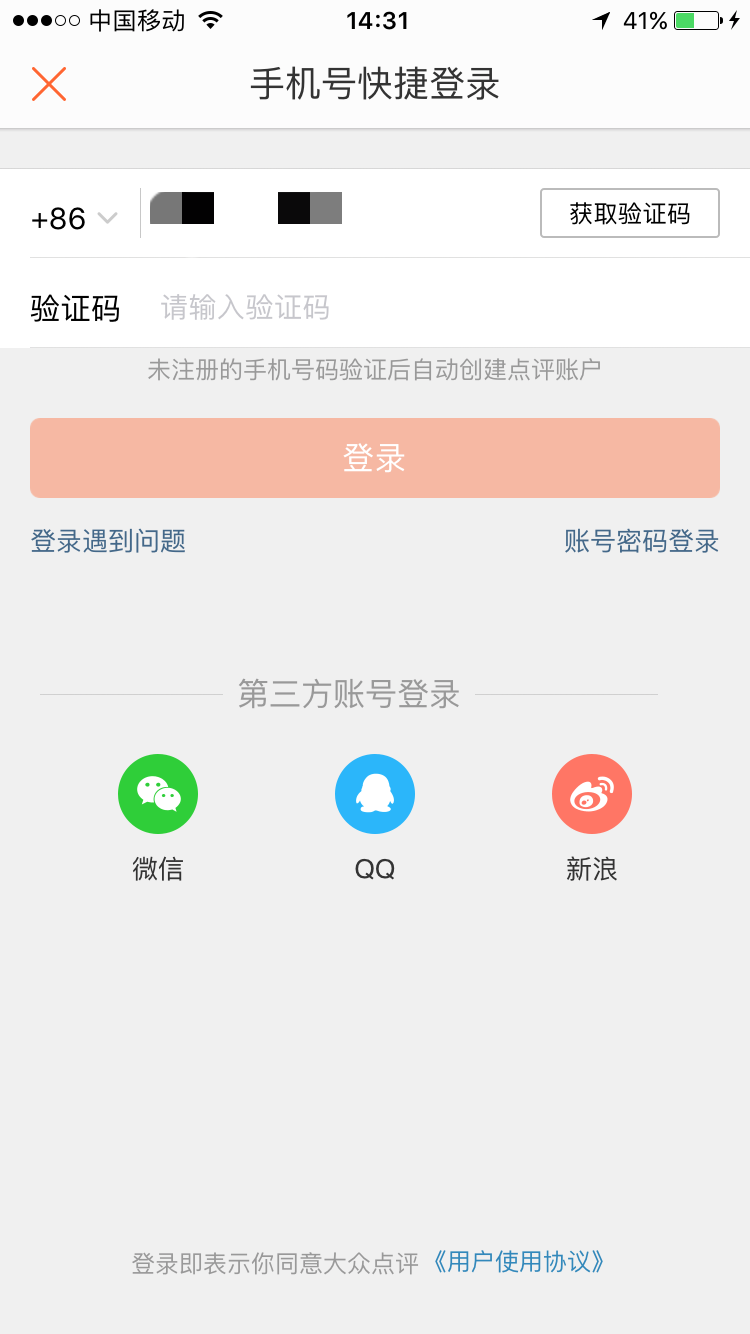 中国移动 14:31 41%
手机号快捷登录
+86 获取验证码
验证码 请输入验证码
未注册的手机号码验证后自动创建点评账户
登录
登录遇到问题 账号密码登录
第三方账号登录
微信 QQ 新浪
登录即表示你同意大众点评《用户使用协议》